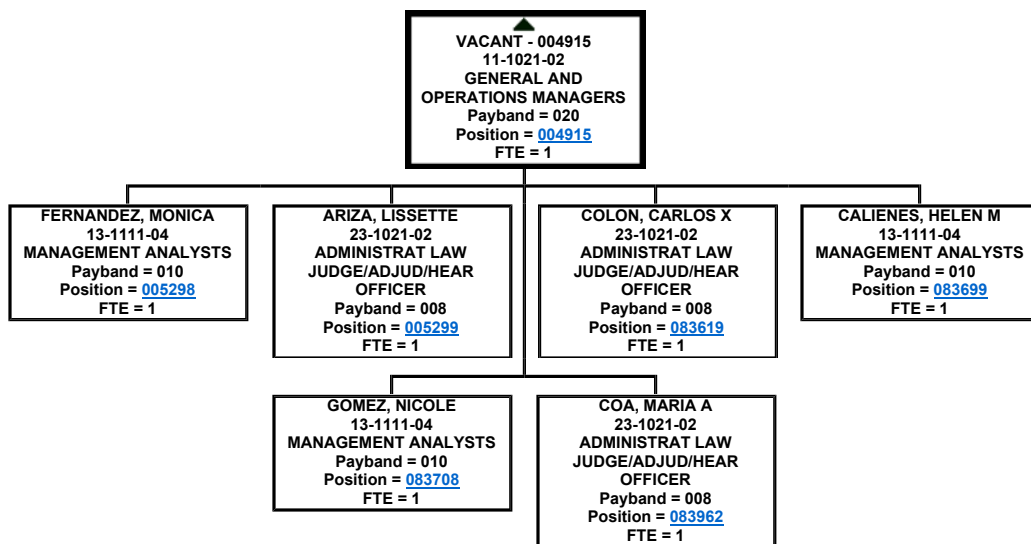 VACANT - 004915
11-1021-02
GENERAL AND
OPERATIONS MANAGERS
Payband = 020
Position = 004915
FTE = 1
FERNANDEZ, MONICA
13-1111-04
MANAGEMENT ANALYSTS
Payband = 010
Position = 005298
FTE = 1
ARIZA, LISSETTE
23-1021-02
ADMINISTRAT LAW
JUDGE/ADJUD/HEAR
OFFICER
Payband = 008
Position = 005299
FTE = 1
COLON, CARLOS X
23-1021-02
ADMINISTRAT LAW
JUDGE/ADJUD/HEAR
OFFICER
Payband = 008
Position = 083619
FTE = 1
CALIENES, HELEN M
13-1111-04
MANAGEMENT ANALYSTS
Payband = 010
Position = 083699
FTE = 1
GOMEZ, NICOLE
13-1111-04
MANAGEMENT ANALYSTS
Payband = 010
Position = 083708
FTE = 1
COA, MARIA A
23-1021-02
ADMINISTRAT LAW
JUDGE/ADJUD/HEAR
OFFICER
Payband = 008
Position = 083962
FTE = 1